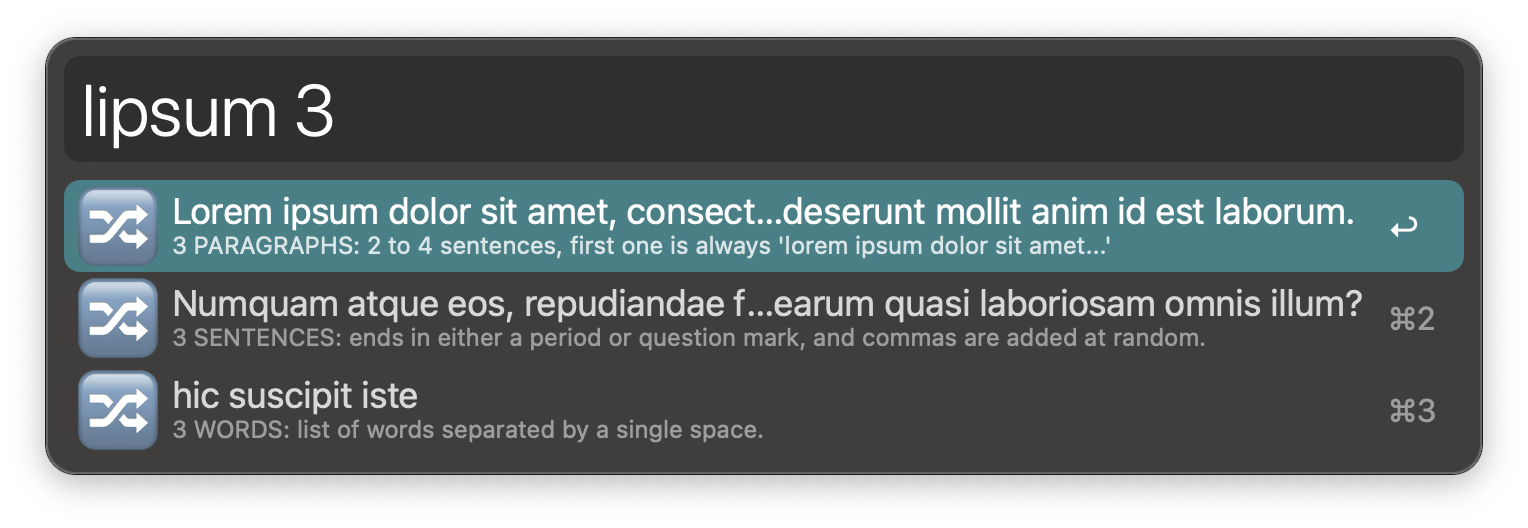 lipsum 3
Lorem ipsum dolor sit amet, consect...deserunt mollit anim id est laborum.
3 PARAGRAPHS: 2 to 4 sentences, first one is always 'lorem ipsum dolor sit amet...'
Numquam atque eos, repudiandae f...earum quasi laboriosam omnis illum?
⌘2
3 SENTENCES: ends in either a period or question mark, and commas are added at random.
hic suscipit iste
⌘3
3 WORDS: list of words separated by a single space.